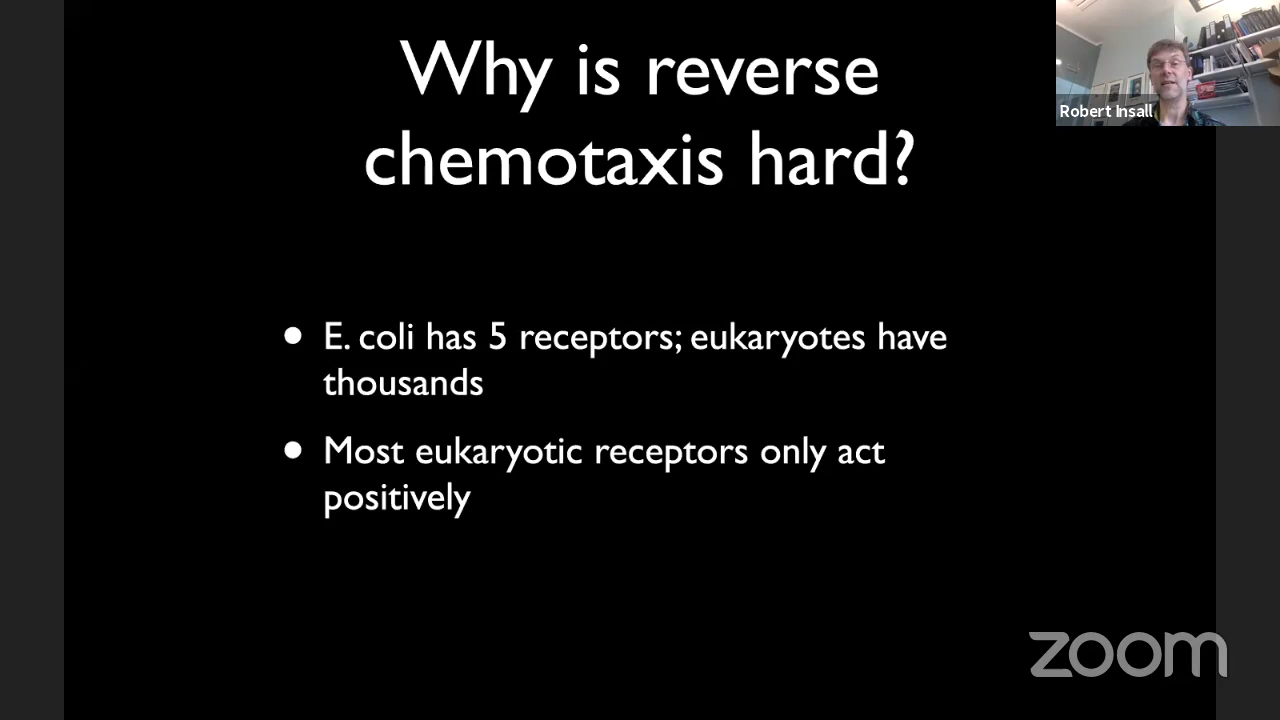 Why is reverse
chemotaxis hard?
Robert Insall
• E. coli has 5 receptors; eukaryotes have
thousands
• Most eukaryotic receptors only act
positively
zoom